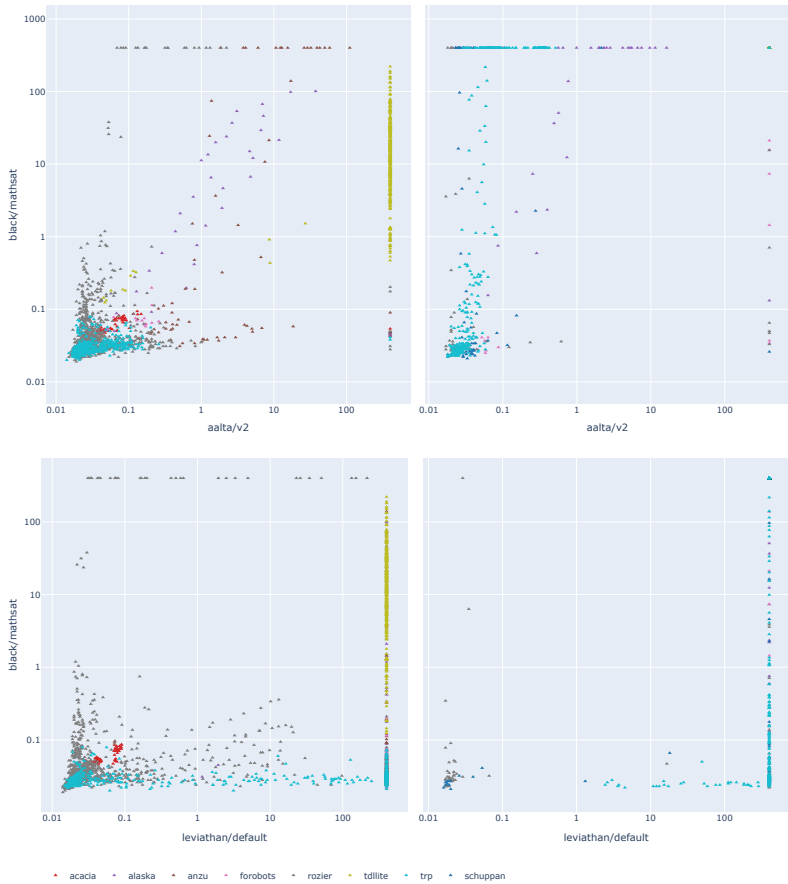 1000
100
10
1
0.1
0.01
black/mathsat
0.01 0.1 1 10 100 0.01 0.1 1 10 100
aalta/v2 aalta/v2
100
10
1
0.1
black/mathsat
0.01 0.1 1 10 100 0.01 0.1 1 10 100
leviathan/default leviathan/default
acacia alaska anzu forobots rozier tdllite trp schuppan